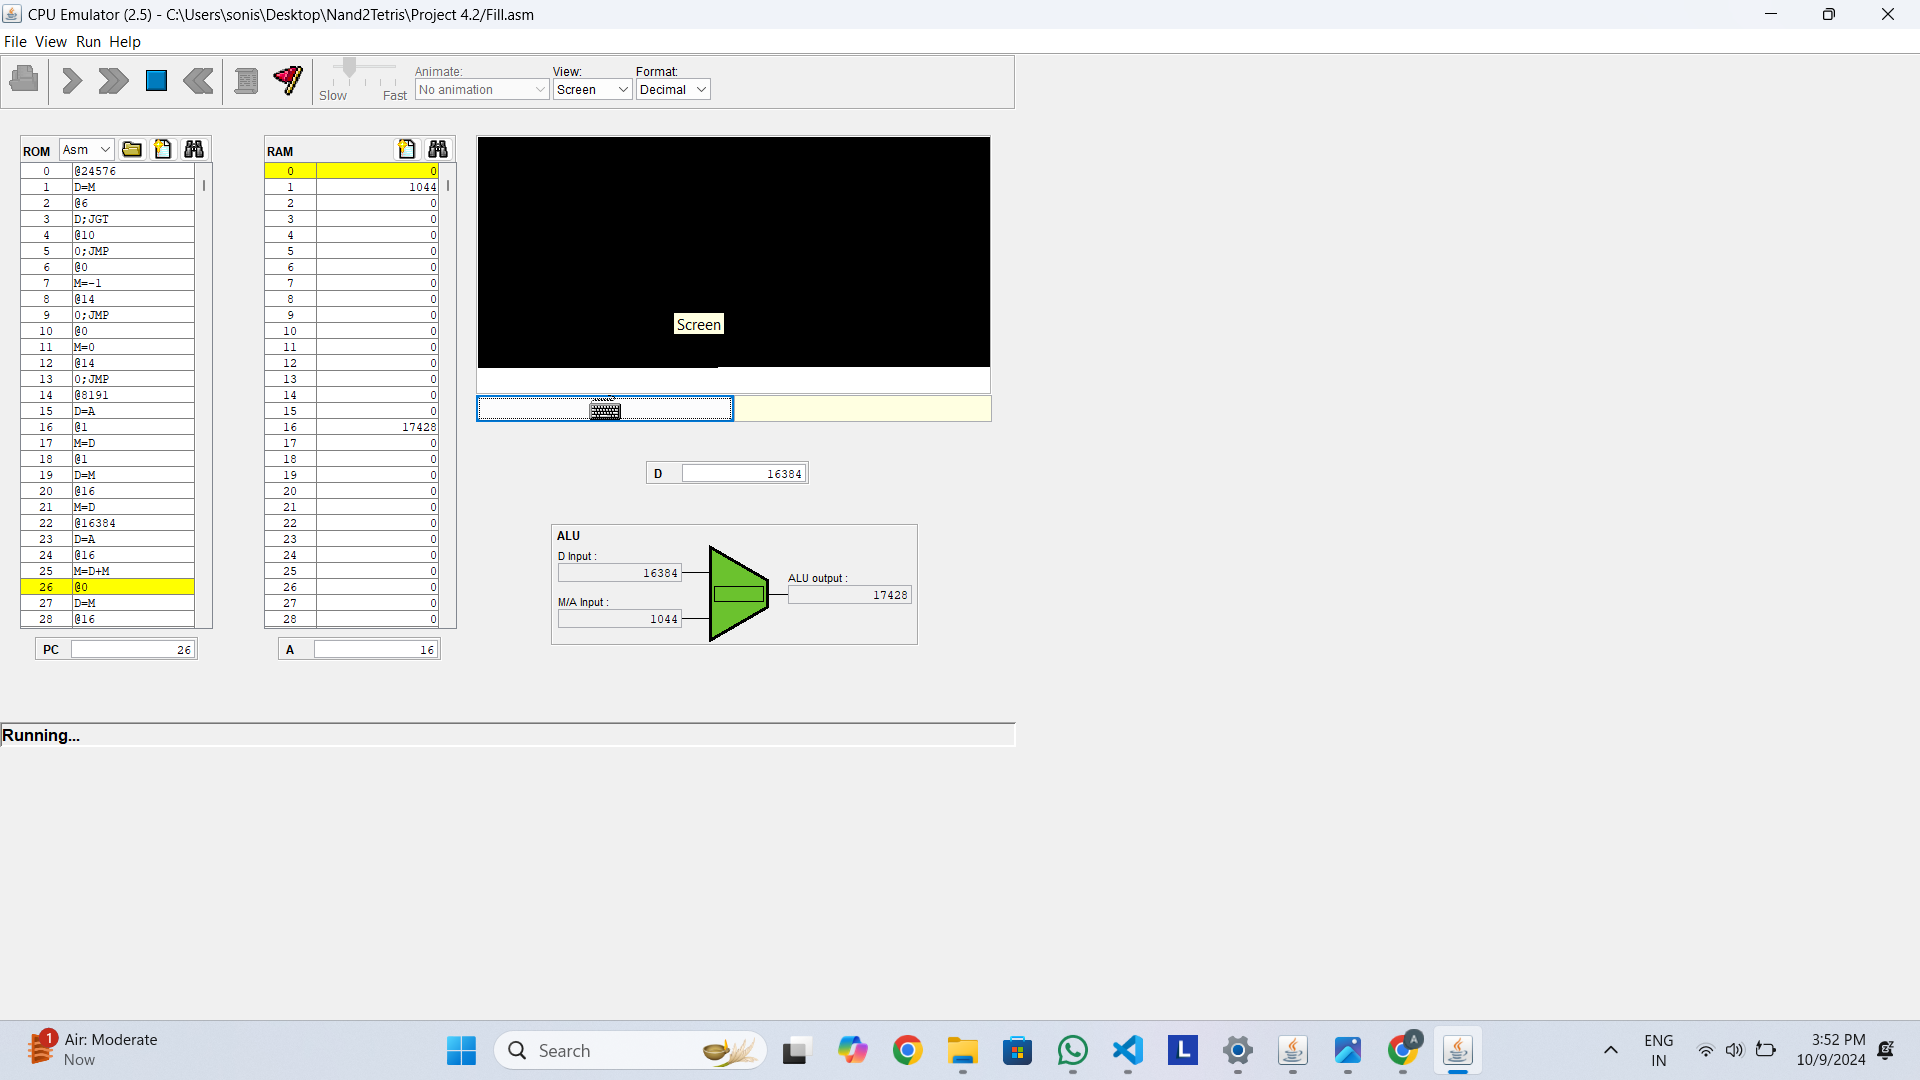 CPU Emulator (2.5) - C:\Users\sonis\Desktop\Nand2Tetris\Project 4.2/Fill.asm
File View Run Help
Slow Fast
Animate:
No animation
View:
Screen
Format:
Decimal
ROM Asm
0 @24576
1 D=M
2 @6
3 D;JGT
4 @10
5 0;JMP
6 @0
7 M=-1
8 @14
9 0;JMP
10 @0
11 M=0
12 @14
13 0;JMP
14 @8191
15 D=A
16 @1
17 M=D
18 @1
19 D=M
20 @16
21 M=D
22 @16384
23 D=A
24 @16
25 M=D+M
26 @0
27 D=M
28 @16
PC 26
RAM
0 0
1 1044
2 0
3 0
4 0
5 0
6 0
7 0
8 0
9 0
10 0
11 0
12 0
13 0
14 0
15 0
16 17428
17 0
18 0
19 0
20 0
21 0
22 0
23 0
24 0
25 0
26 0
27 0
28 0
A 16
Screen
D 16384
ALU
D Input :
16384
M/A Input :
1044
ALU output :
17428
Running...
1
Air: Moderate
Now
Search
L
A
ENG
IN
3:52 PM
10/9/2024